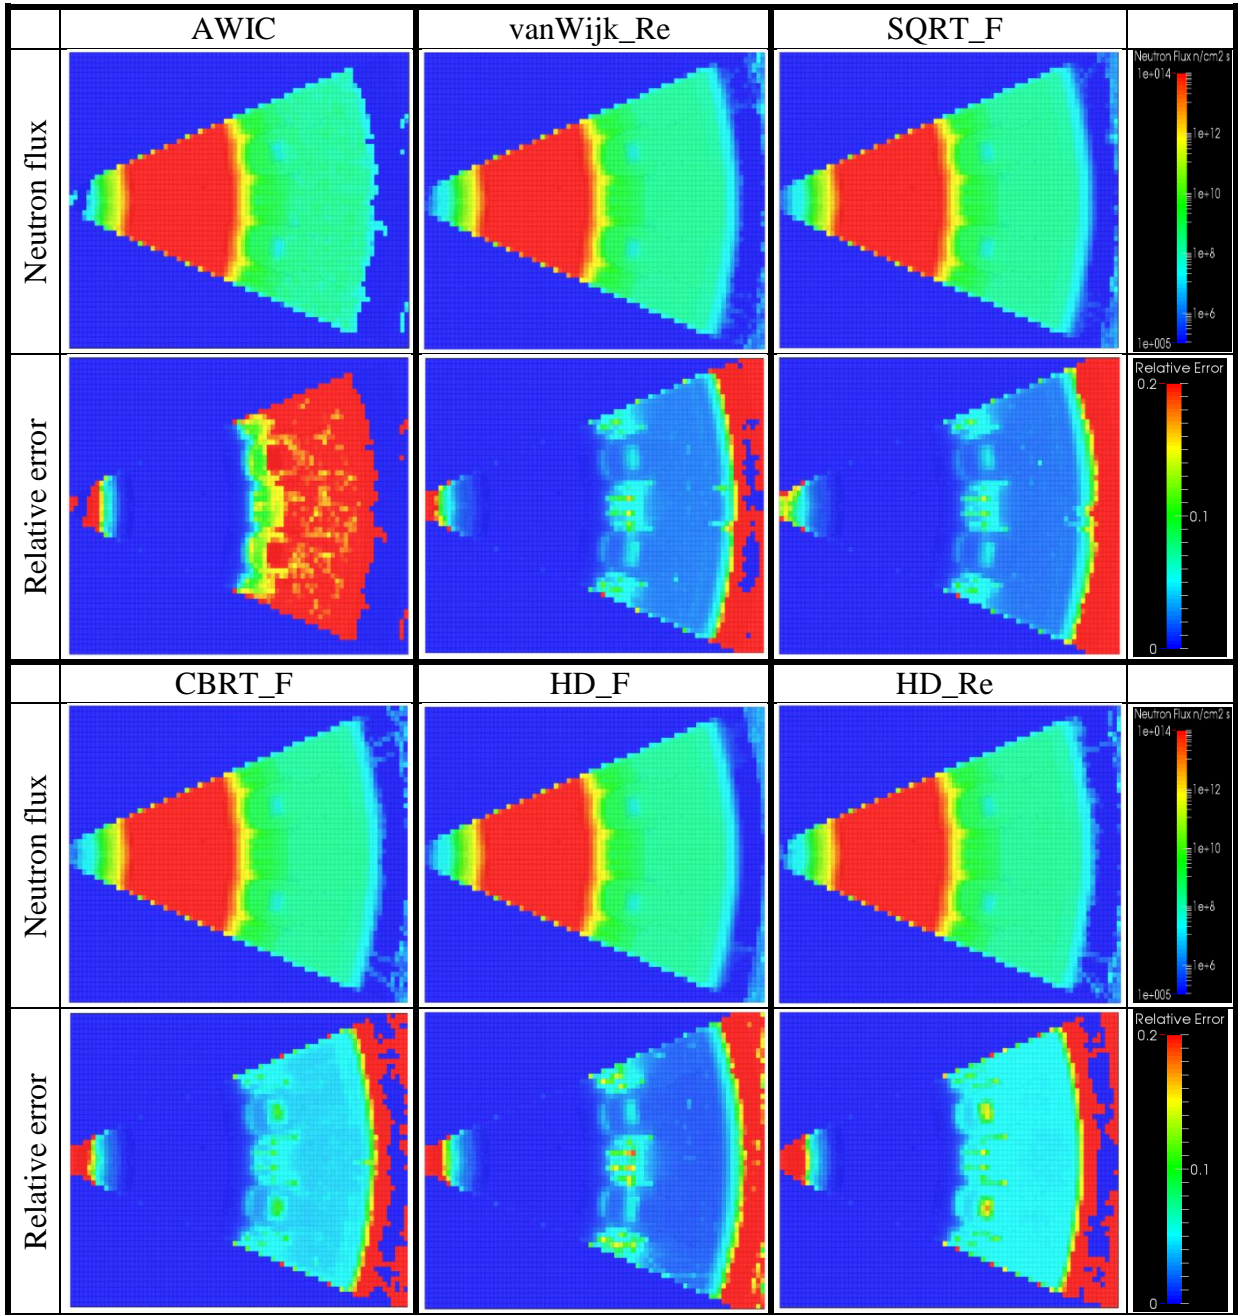 AWIC vanWijk_Re SQRT_F
Neutron flux
Neutron Flux n/cm2 s
1e+014
1e+12
1e+10
1e+8
1e+6
1e+005
Relative error
Relative Error
0.2
0.1
0
CBRT_F HD_F HD_Re
Neutron flux
Neutron Flux n/cm2 s
1e+014
1e+12
1e+10
1e+8
1e+6
1e+005
Relative error
Relative Error
0.2
0.1
0